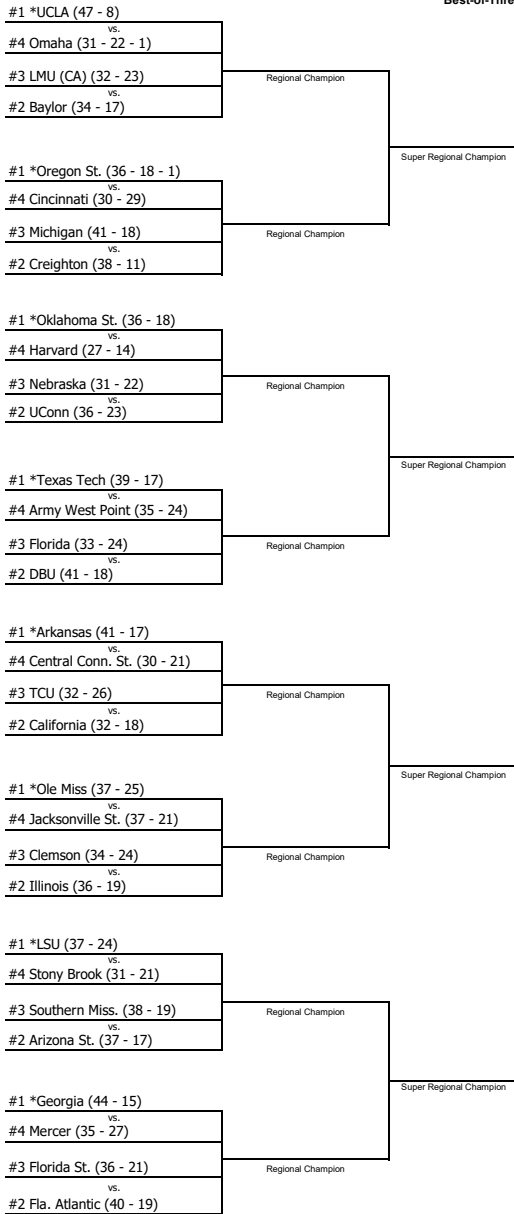 Best-of-Thre
#1 *UCLA (47 - 8)
vs.
#4 Omaha (31 - 22 - 1)
#3 LMU (CA) (32 - 23)
vs.
#2 Baylor (34 - 17)
Regional Champion
Super Regional Champion
#1 *Oregon St. (36 - 18 - 1)
vs.
#4 Cincinnati (30 - 29)
#3 Michigan (41 - 18)
vs.
#2 Creighton (38 - 11)
Regional Champion
#1 *Oklahoma St. (36 - 18)
vs.
#4 Harvard (27 - 14)
#3 Nebraska (31 - 22)
vs.
#2 UConn (36 - 23)
Regional Champion
Super Regional Champion
#1 *Texas Tech (39 - 17)
vs.
#4 Army West Point (35 - 24)
#3 Florida (33 - 24)
vs.
#2 DBU (41 - 18)
Regional Champion
#1 *Arkansas (41 - 17)
vs.
#4 Central Conn. St. (30 - 21)
#3 TCU (32 - 26)
vs.
#2 California (32 - 18)
Regional Champion
Super Regional Champion
#1 *Ole Miss (37 - 25)
vs.
#4 Jacksonville St. (37 - 21)
#3 Clemson (34 - 24)
vs.
#2 Illinois (36 - 19)
Regional Champion
#1 *LSU (37 - 24)
vs.
#4 Stony Brook (31 - 21)
#3 Southern Miss. (38 - 19)
vs.
#2 Arizona St. (37 - 17)
Regional Champion
Super Regional Champion
#1 *Georgia (44 - 15)
vs.
#4 Mercer (35 - 27)
#3 Florida St. (36 - 21)
vs.
#2 Fla. Atlantic (40 - 19)
Regional Champion